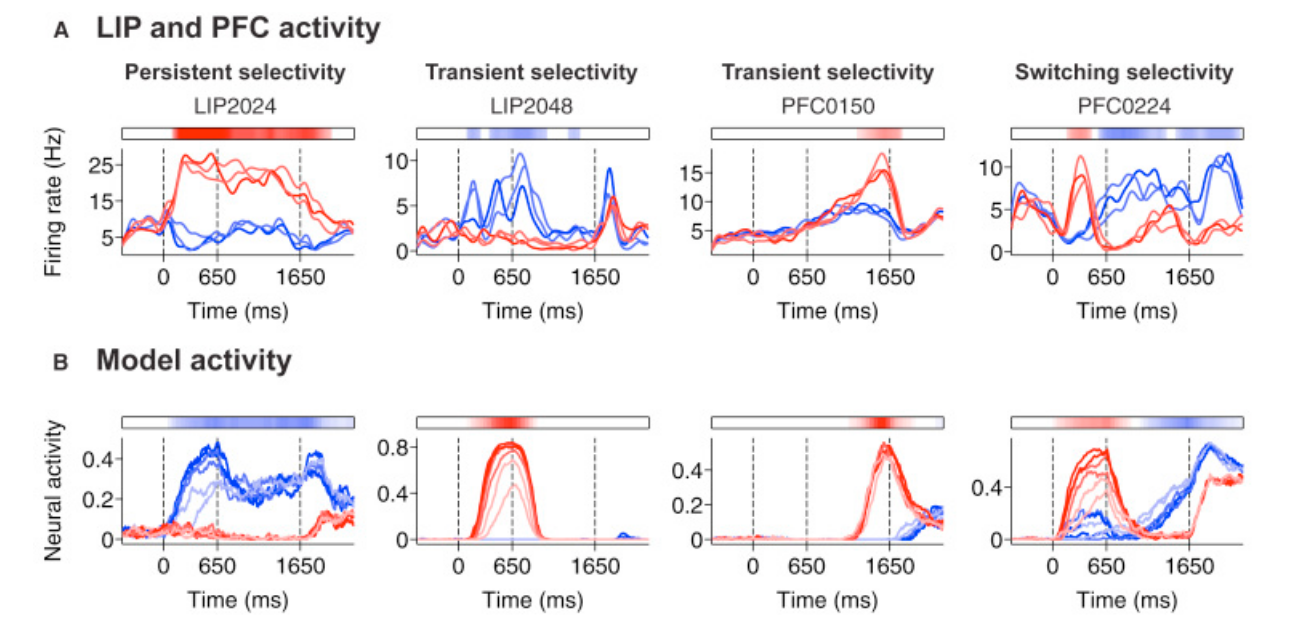 A LIP and PFC activity
Persistent selectivity Transient selectivity Transient selectivity Switching selectivity
LIP2024 LIP2048 PFC0150 PFC0224
Firing rate (Hz)
25
15
5
10
5
0
15
10
5
10
5
0
0 650 1650 0 650 1650 0 650 1650 0 650 1650
Time (ms) Time (ms) Time (ms) Time (ms)
B Model activity
Neural activity
0.4
0.2
0
0.8
0.4
0
0.4
0.2
0
0.4
0
0 650 1650 0 650 1650 0 650 1650 0 650 1650
Time (ms) Time (ms) Time (ms) Time (ms)